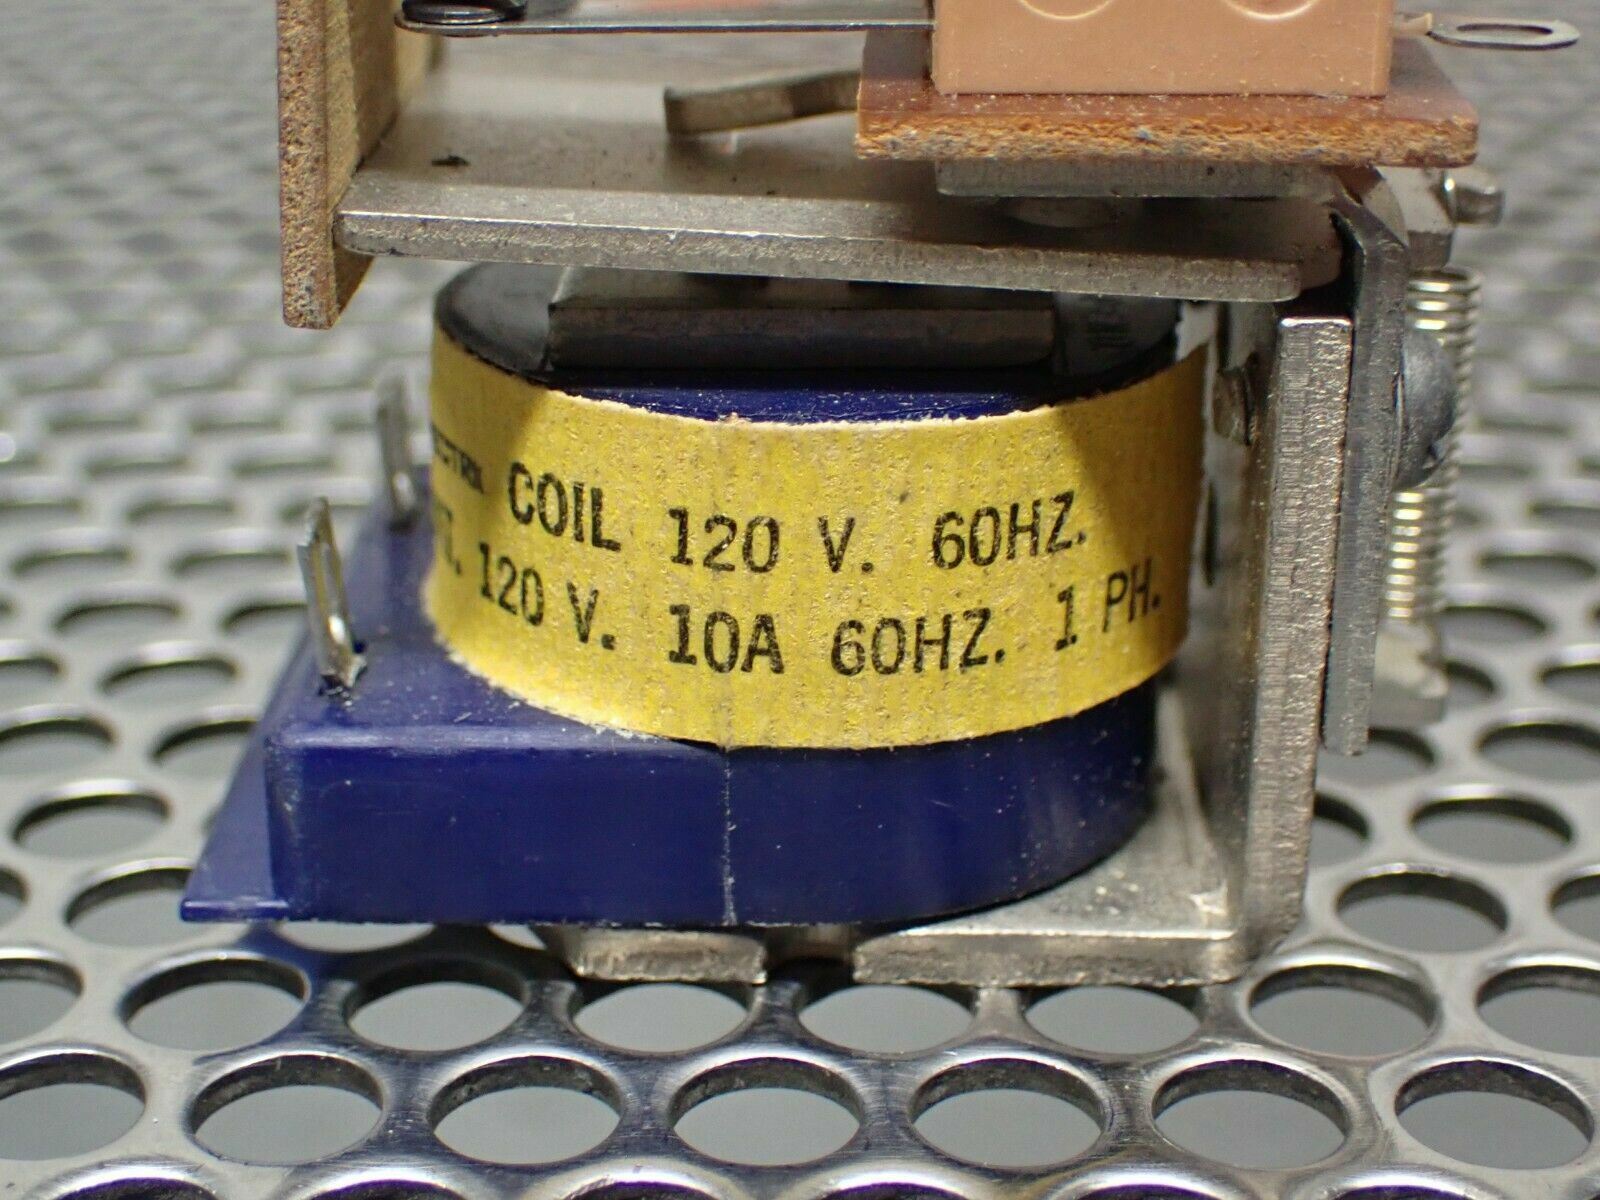 COIL 120 V. 60HZ.
120 V. 10A 60HZ. 1 PH.